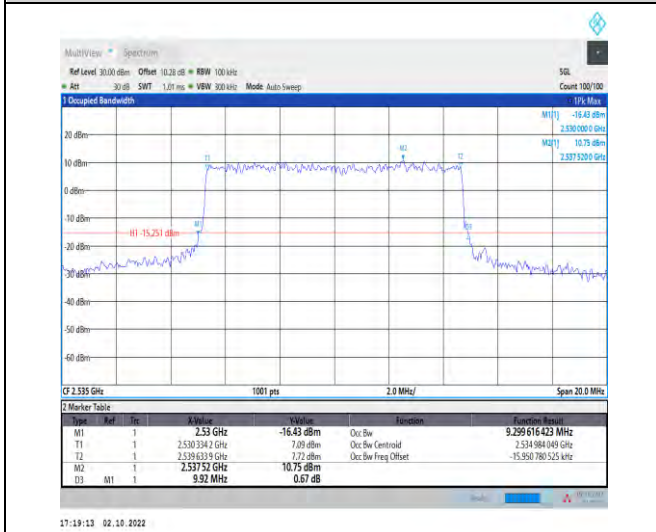 MultiView Spectrum
Ref Level 30.00 dBm Offset 10.28 dB RBW 100 kHz SGL
Att 30 dB SWT 1.01 ms VBW 300 kHz Mode Auto Sweep Count 100/100
1 Occupied Bandwidth 1Pk Max
M1[1] -16.43 dBm
2.530 000 0 GHz
M2[1] 10.75 dBm
2.537 520 0 GHz
20 dBm
M2
T1 T2
10 dBm
0 dBm
-10 dBm
M1
H1 -15.251 dBm
-20 dBm
-30 dBm
-40 dBm
-50 dBm
-60 dBm
CF 2.535 GHz 1001 pts 2.0 MHz/ Span 20.0 MHz
2 Marker Table
Type Ref Trc X-Value Y-Value Function Function Result
M1 1 2.53 GHz -16.43 dBm Occ Bw 9.299 616 423 MHz
T1 1 2.530 334 2 GHz 7.09 dBm Occ Bw Centroid 2.534 984 049 GHz
T2 1 2.539 633 9 GHz 7.72 dBm Occ Bw Freq Offset -15.950 780 525 kHz
M2 1 2.537 52 GHz 10.75 dBm
D3 M1 1 9.92 MHz 0.67 dB
17:19:13 02.10.2022